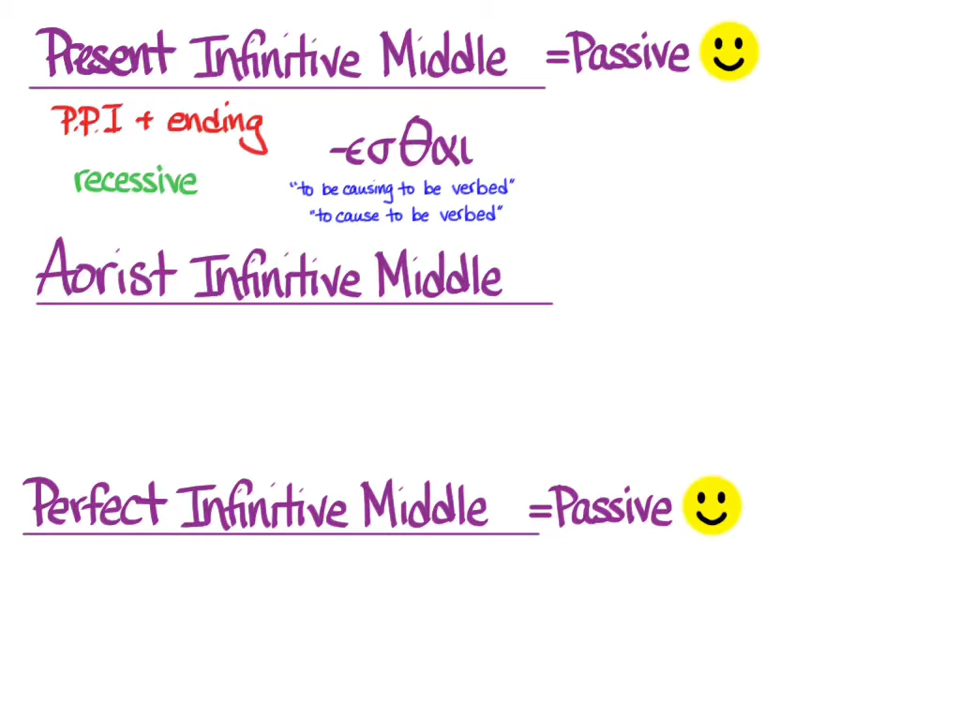 Present Infinitive Middle =Passive
P.P.I + ending
-εσθαι
recessive
"to be causing to be verbed"
"to cause to be verbed"
Aorist Infinitive Middle
Perfect Infinitive Middle =Passive